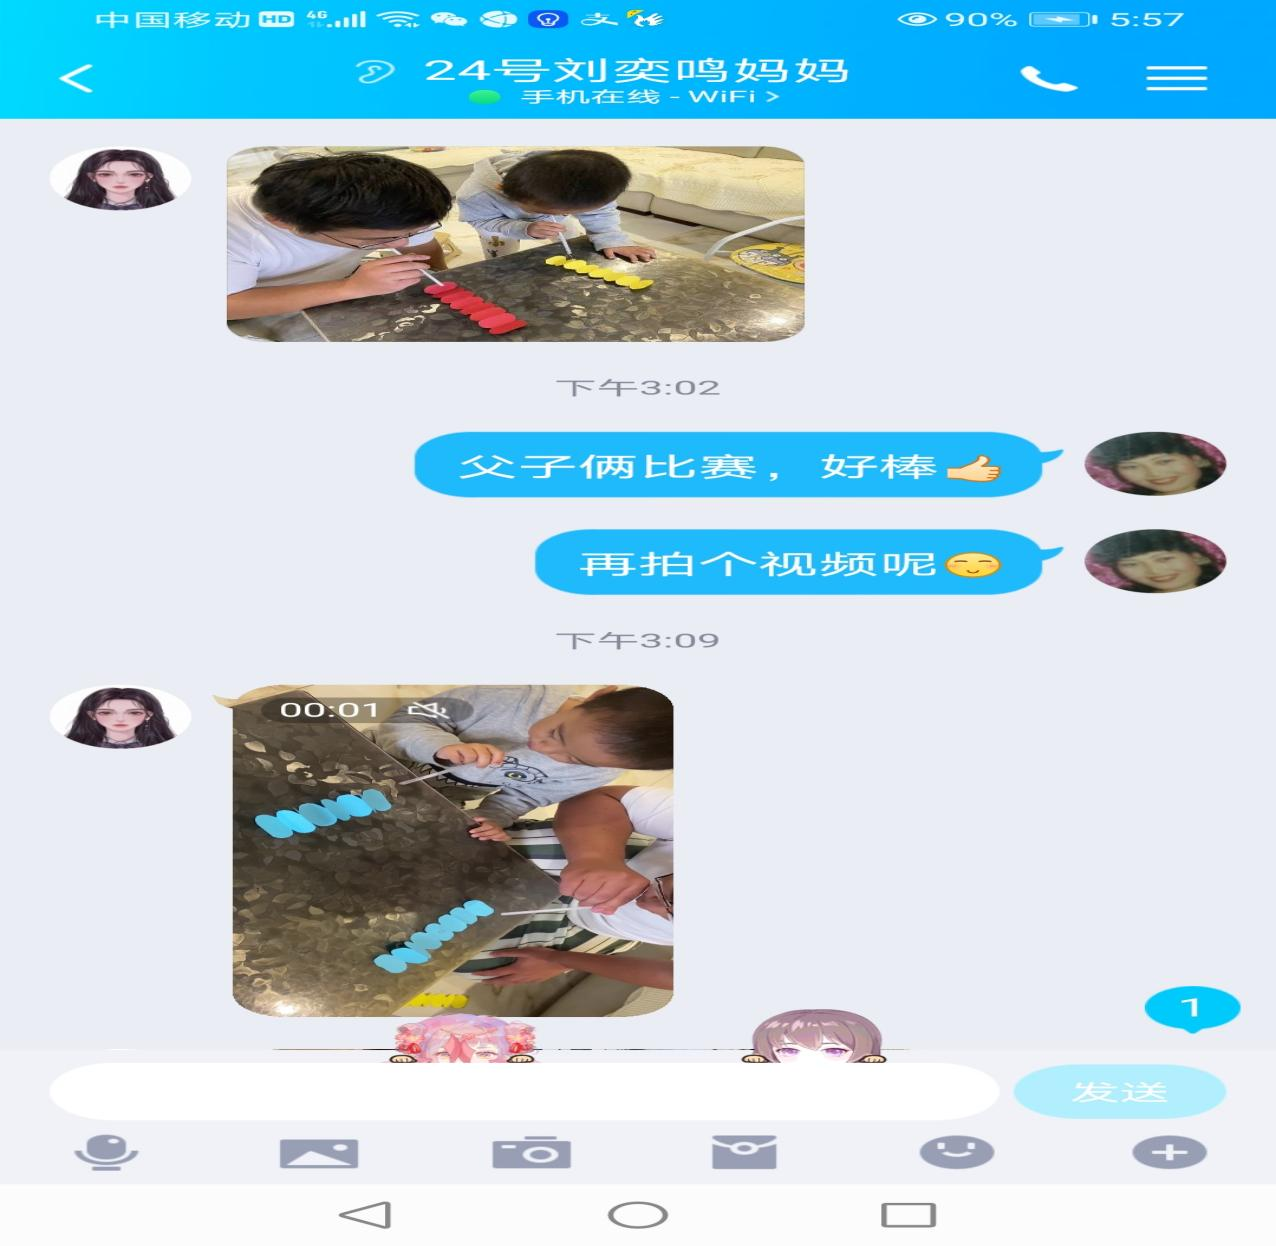 中国移动 HD 4G 90% 5:57
24号刘奕鸣妈妈
手机在线 - WiFi >
下午3:02
父子俩比赛，好棒👍
再拍个视频呢😊
下午3:09
00:01
1
发送